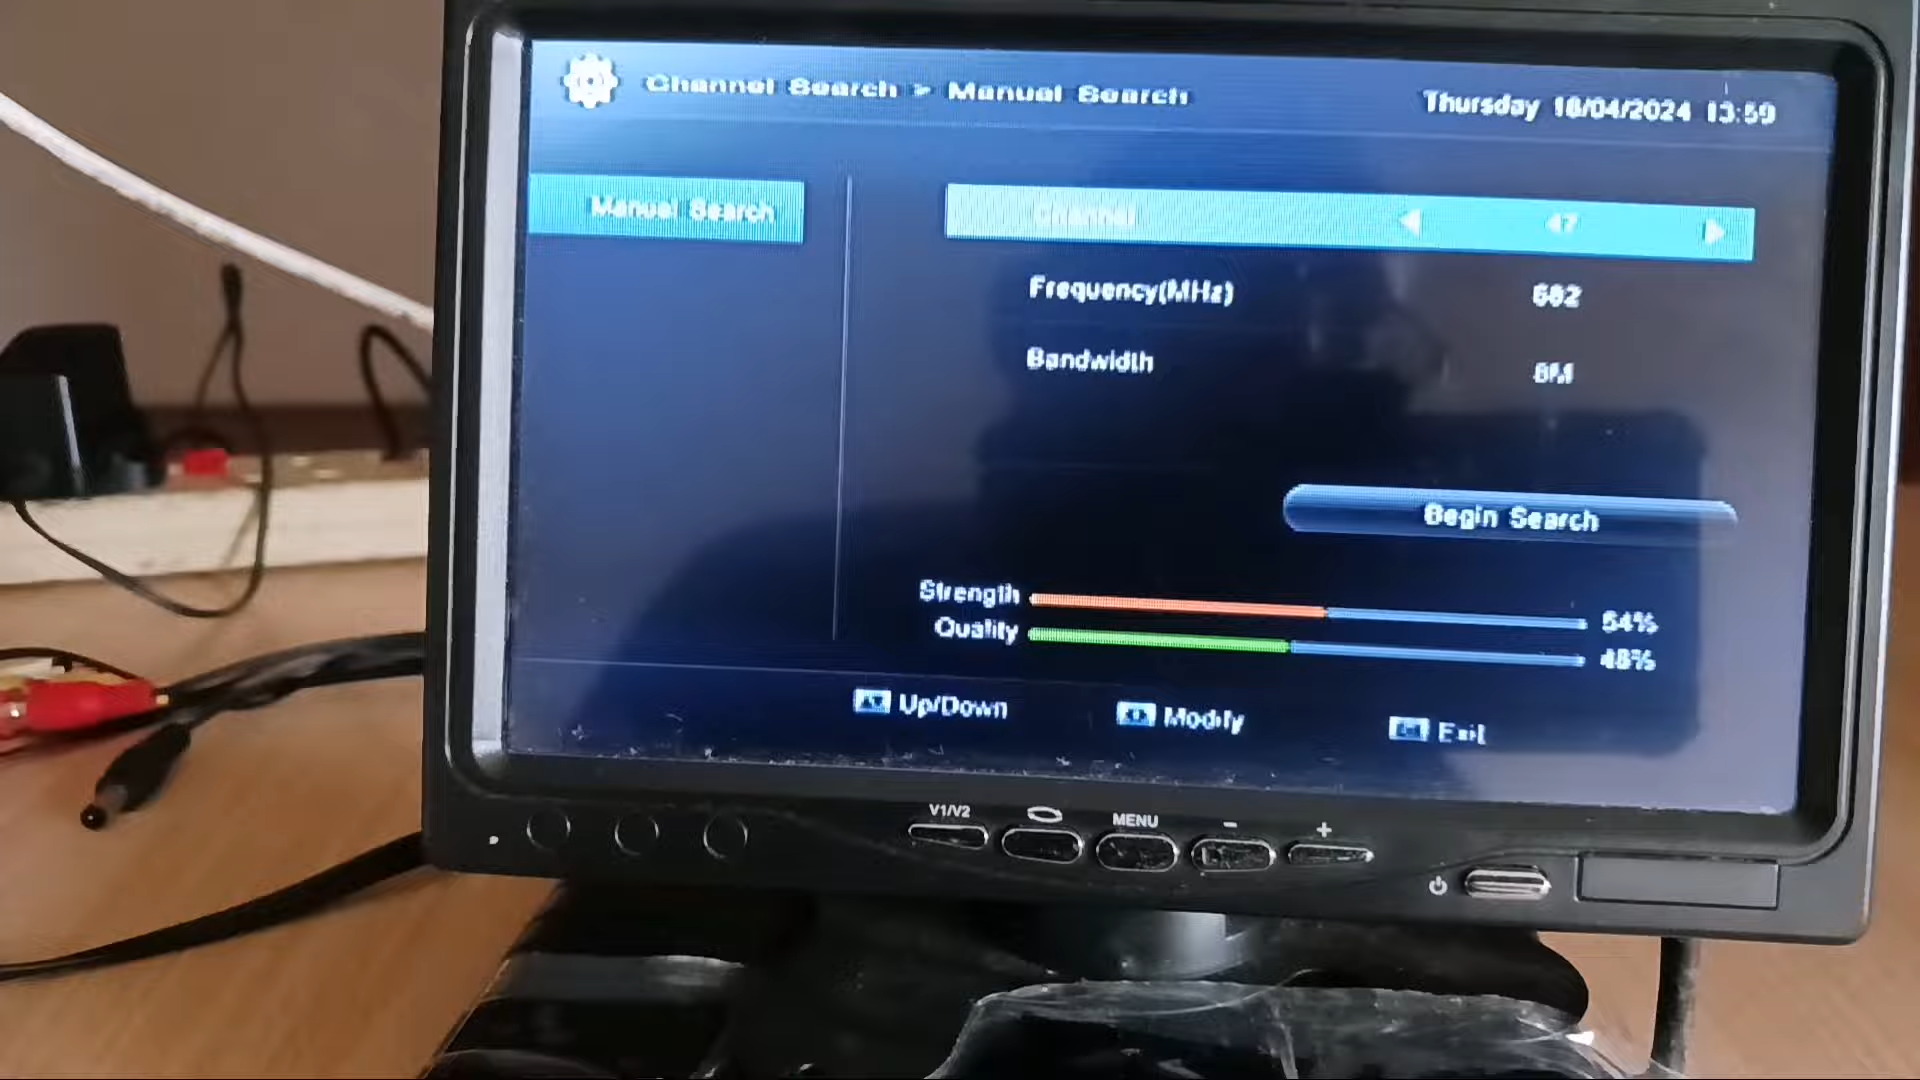 Channel Search > Manual Search
Thursday 18/04/2024 13:59
Manual Search
Channel 47
Frequency(MHz) 682
Bandwidth 8M
Begin Search
Strength 54%
Quality 48%
Up/Down Modify Exit
V1/V2 MENU - +